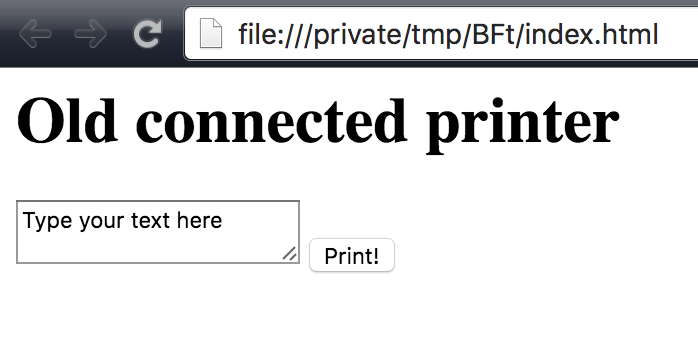 file:///private/tmp/BFt/index.html
Old connected printer
Type your text here
Print!